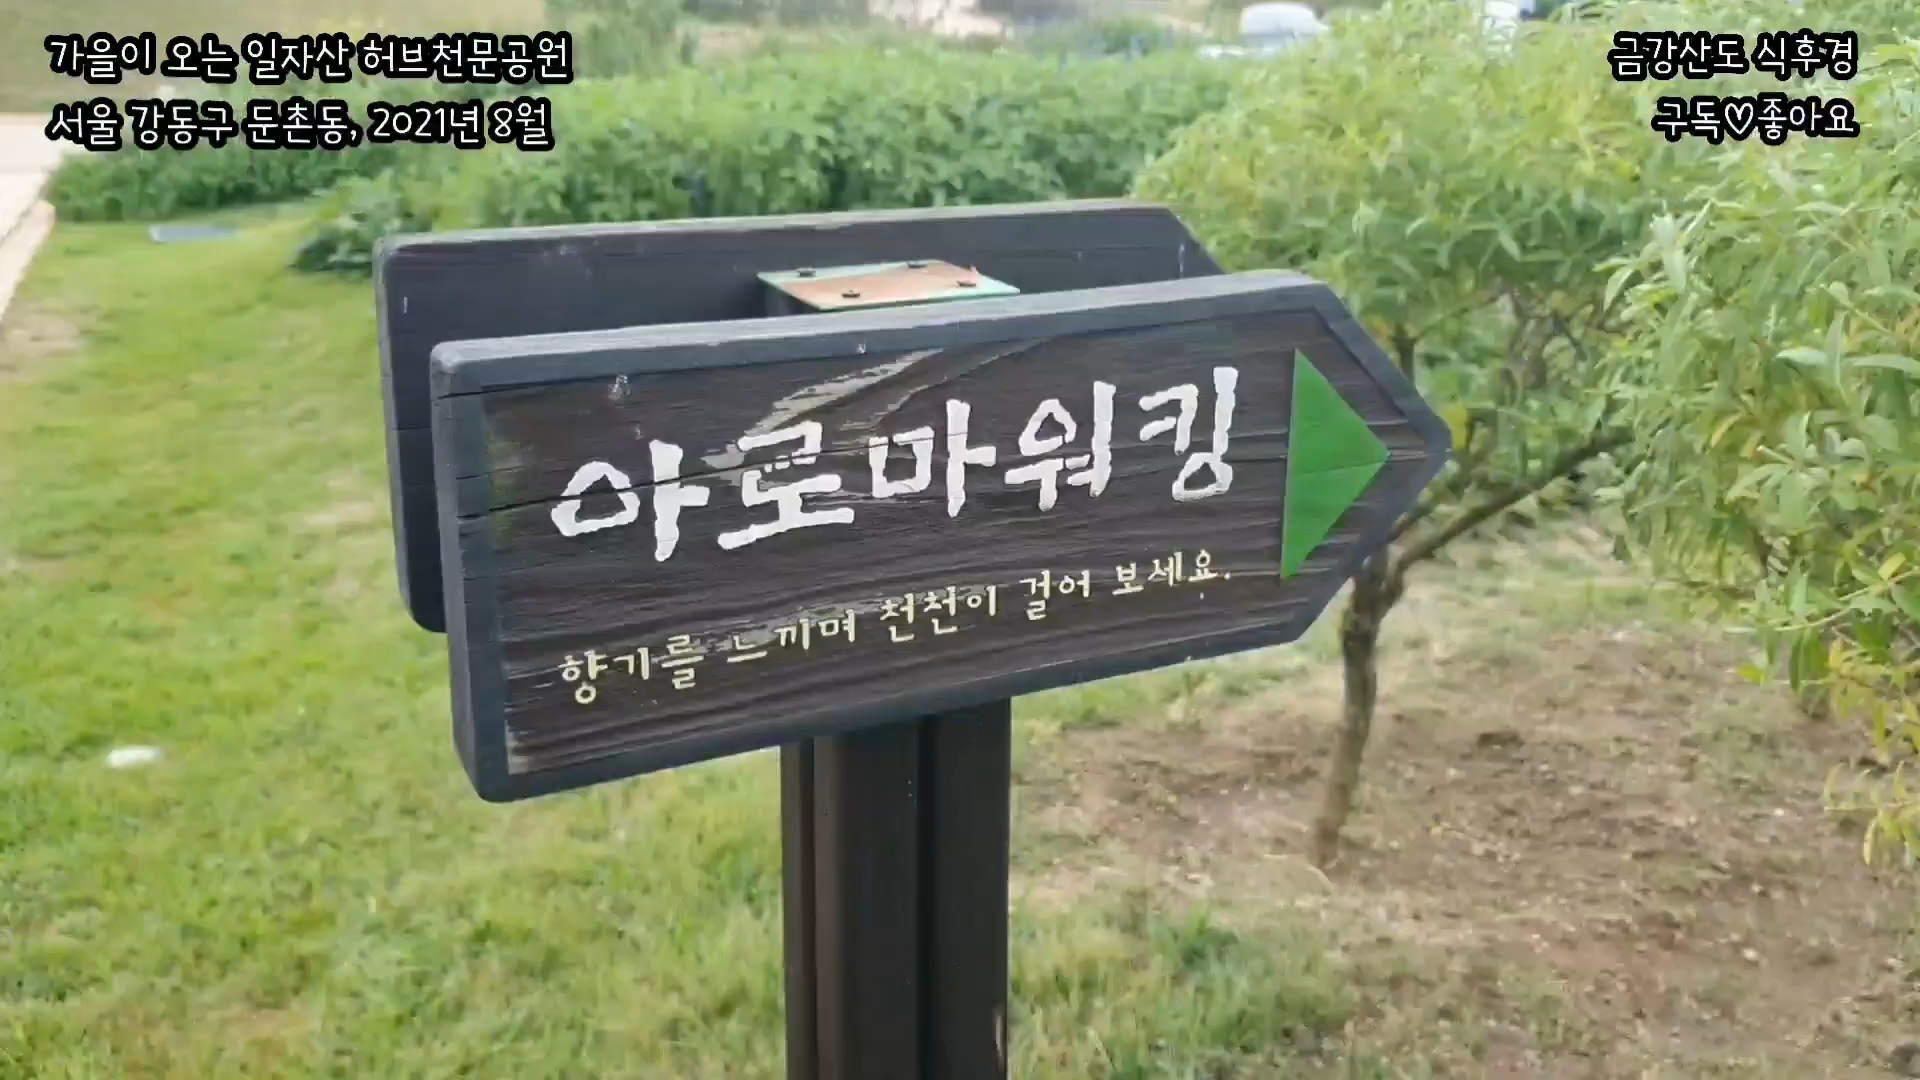 가을이 오는 일자산 허브천문공원
서울 강동구 둔촌동, 2021년 8월
금강산도 식후경
구독♡좋아요
아로마워킹
향기를 느끼며 천천이 걸어 보세요.